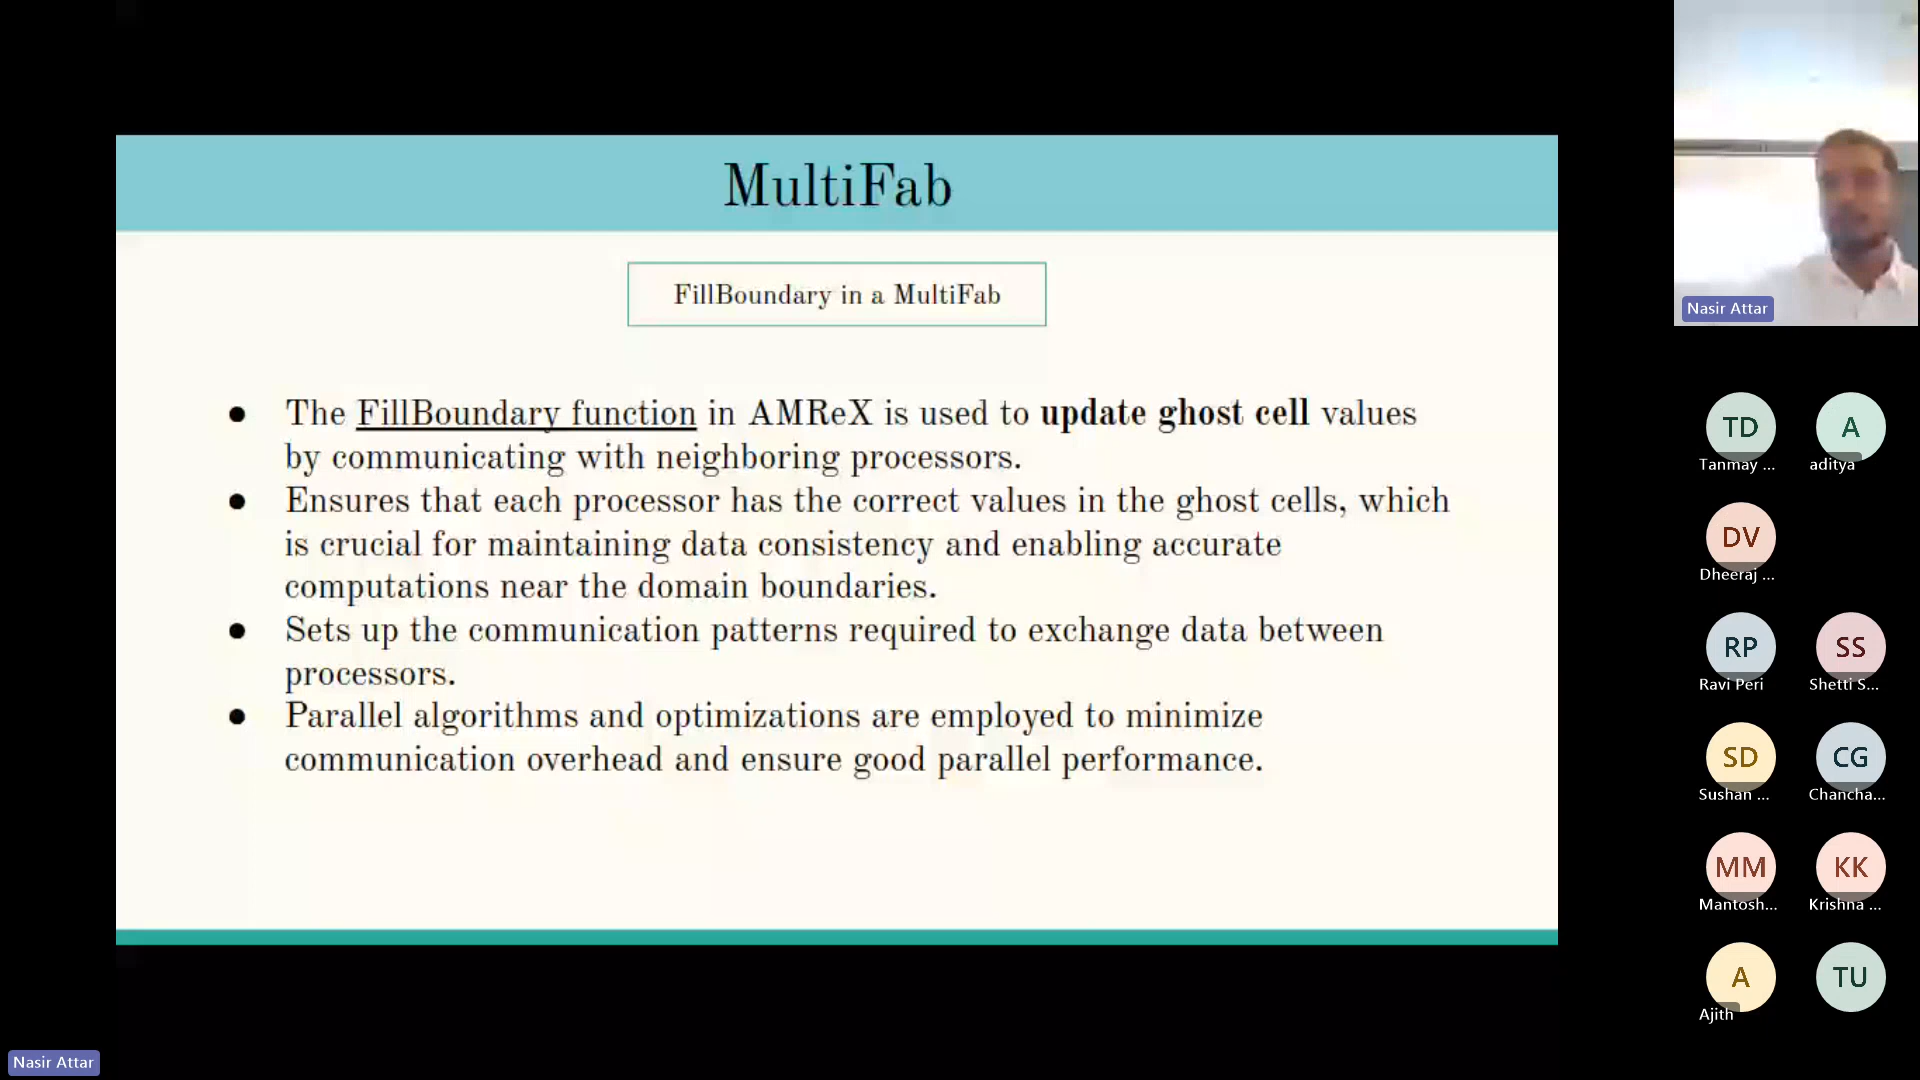 MultiFab
FillBoundary in a MultiFab
● The FillBoundary function in AMReX is used to update ghost cell values
by communicating with neighboring processors.
● Ensures that each processor has the correct values in the ghost cells, which
is crucial for maintaining data consistency and enabling accurate
computations near the domain boundaries.
● Sets up the communication patterns required to exchange data between
processors.
● Parallel algorithms and optimizations are employed to minimize
communication overhead and ensure good parallel performance.
Nasir Attar
TD A
Tanmay ... aditya
DV
Dheeraj ...
RP SS
Ravi Peri Shetti S...
SD CG
Sushan ... Chancha...
MM KK
Mantosh... Krishna ...
A TU
Ajith
Nasir Attar